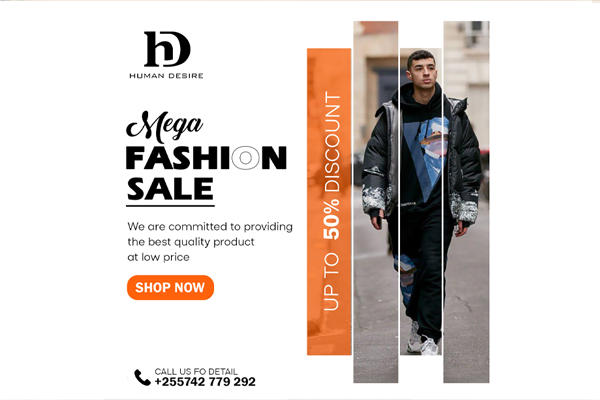 hD
HUMAN DESIRE
Mega
FASHION
SALE
We are committed to providing
the best quality product
at low price
SHOP NOW
CALL US FO DETAIL
+255742 779 292
UP TO 50% DISCOUNT